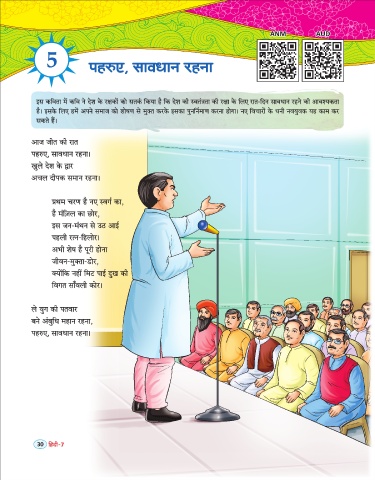 ANM
AUD
5
पहरुए, सावधान रहना
इस कविता में कवि ने देश के रक्षकों को सतर्क किया है कि देश की स्वतंत्रता की रक्षा के लिए रात-दिन सावधान रहने की आवश्यकता
है। इसके लिए हमें अपने समाज को शोषण से मुक्त करके इसका पुनर्निर्माण करना होगा। नए विचारों के धनी नवयुवक यह काम कर
सकते हैं।
आज जीत की रात
पहरुए, सावधान रहना।
खुले देश के द्वार
अचल दीपक समान रहना।
प्रथम चरण है नए स्वर्ग का,
है मंज़िल का छोर,
इस जन-मंथन से उठ आई
पहली रत्न-हिलोर।
अभी शेष है पूरी होना
जीवन-मुक्ता-डोर,
क्योंकि नहीं मिट पाई दुख की
विगत साँवली कोर।
ले युग की पतवार
बने अंबुधि महान रहना,
पहरुए, सावधान रहना।
30 हिंदी-7